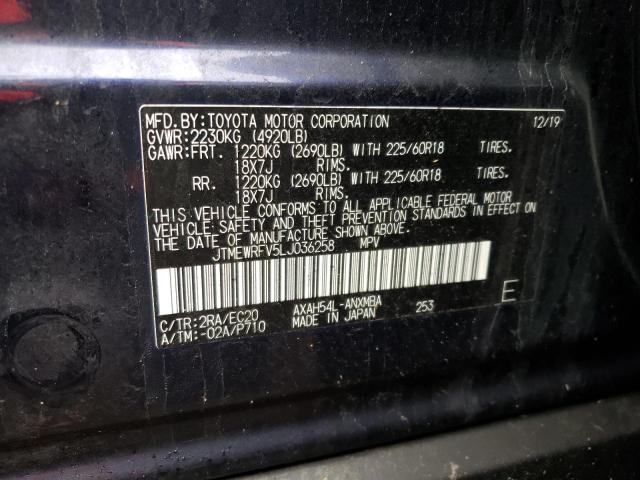 MFD.BY:TOYOTA MOTOR CORPORATION 12/19
GVWR:2230KG (4920LB)
GAWR:FRT. 1220KG (2690LB) WITH 225/60R18 TIRES.
18X7J RIMS.
RR. 1220KG (2690LB) WITH 225/60R18 TIRES.
18X7J RIMS.
THIS VEHICLE CONFORMS TO ALL APPLICABLE FEDERAL MOTOR
VEHICLE SAFETY AND THEFT PREVENTION STANDARDS IN EFFECT ON
THE DATE OF MANUFACTURE SHOWN ABOVE.
JTMEWRFV5LJ036258 MPV
C/TR:2RA/EC20 AXAH54L-ANXMBA 253 E
A/TM:-02A/P710 MADE IN JAPAN